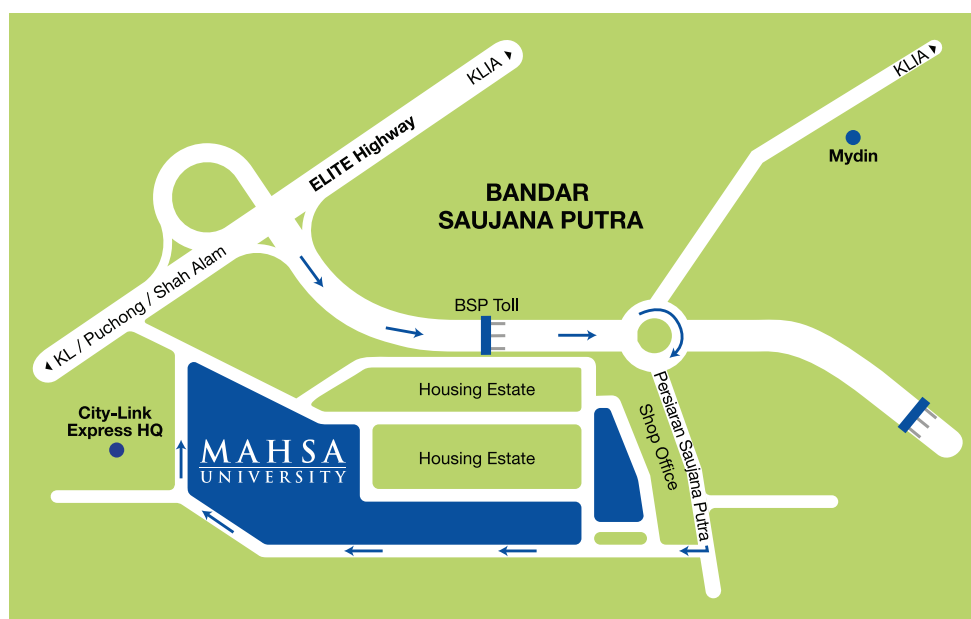 KLIA
KLIA
ELITE Highway
Mydin
BANDAR
SAUJANA PUTRA
KL / Puchong / Shah Alam
BSP Toll
Housing Estate
City-Link
Express HQ
MAHSA
UNIVERSITY
Housing Estate
Shop Office
Persiaran Saujana Putra